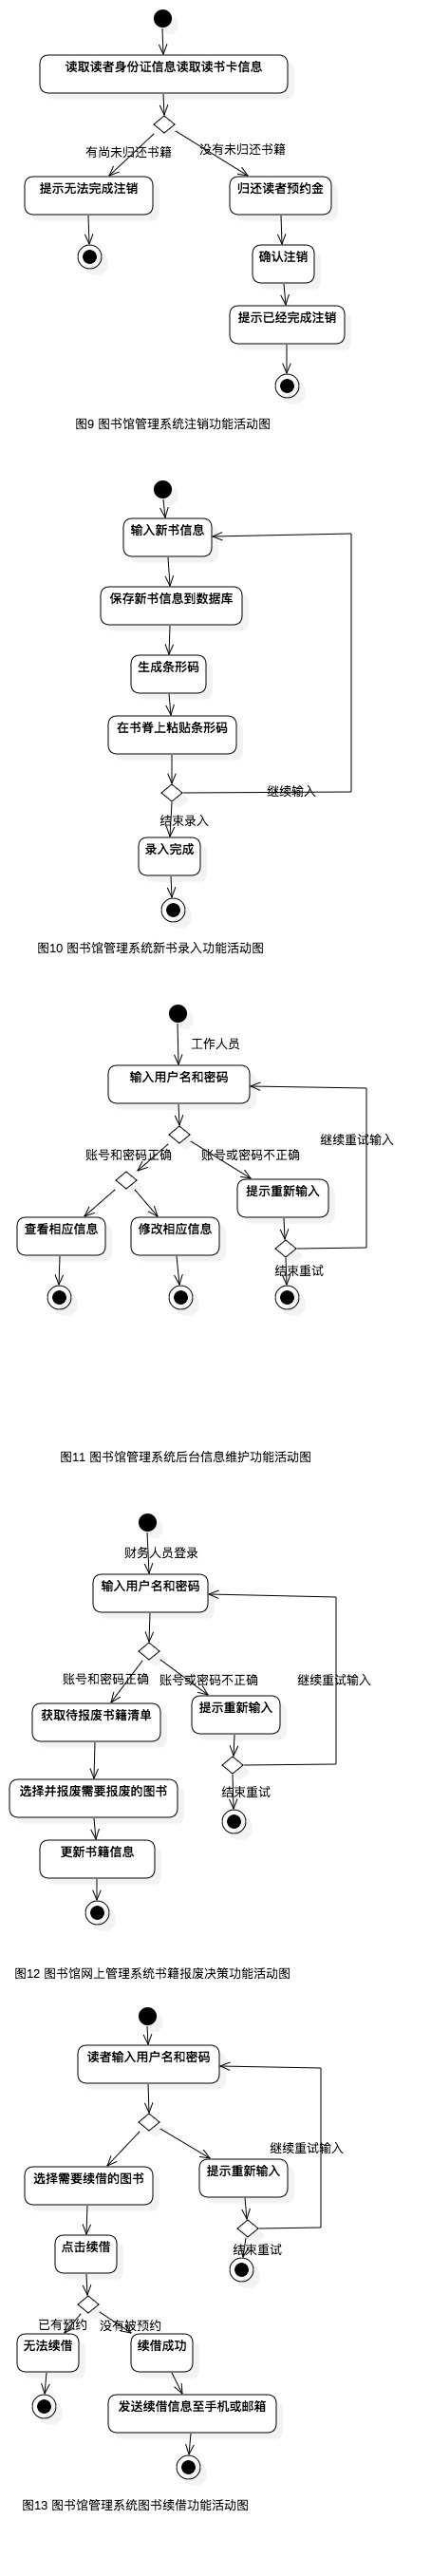 读取读者身份证信息读取读书卡信息
有尚未归还书籍
没有未归还书籍
提示无法完成注销
归还读者预约金
确认注销
提示已经完成注销
图9 图书馆管理系统注销功能活动图
输入新书信息
保存新书信息到数据库
生成条形码
在书脊上粘贴条形码
继续输入
结束录入
录入完成
图10 图书馆管理系统新书录入功能活动图
工作人员
输入用户名和密码
继续重试输入
账号和密码正确
账号或密码不正确
提示重新输入
查看相应信息
修改相应信息
结束重试
图11 图书馆管理系统后台信息维护功能活动图
财务人员登录
输入用户名和密码
账号和密码正确
账号或密码不正确
继续重试输入
获取待报废书籍清单
提示重新输入
选择并报废需要报废的图书
结束重试
更新书籍信息
图12 图书馆网上管理系统书籍报废决策功能活动图
读者输入用户名和密码
继续重试输入
选择需要续借的图书
提示重新输入
点击续借
结束重试
已有预约
没有被预约
无法续借
续借成功
发送续借信息至手机或邮箱
图13 图书馆管理系统图书续借功能活动图